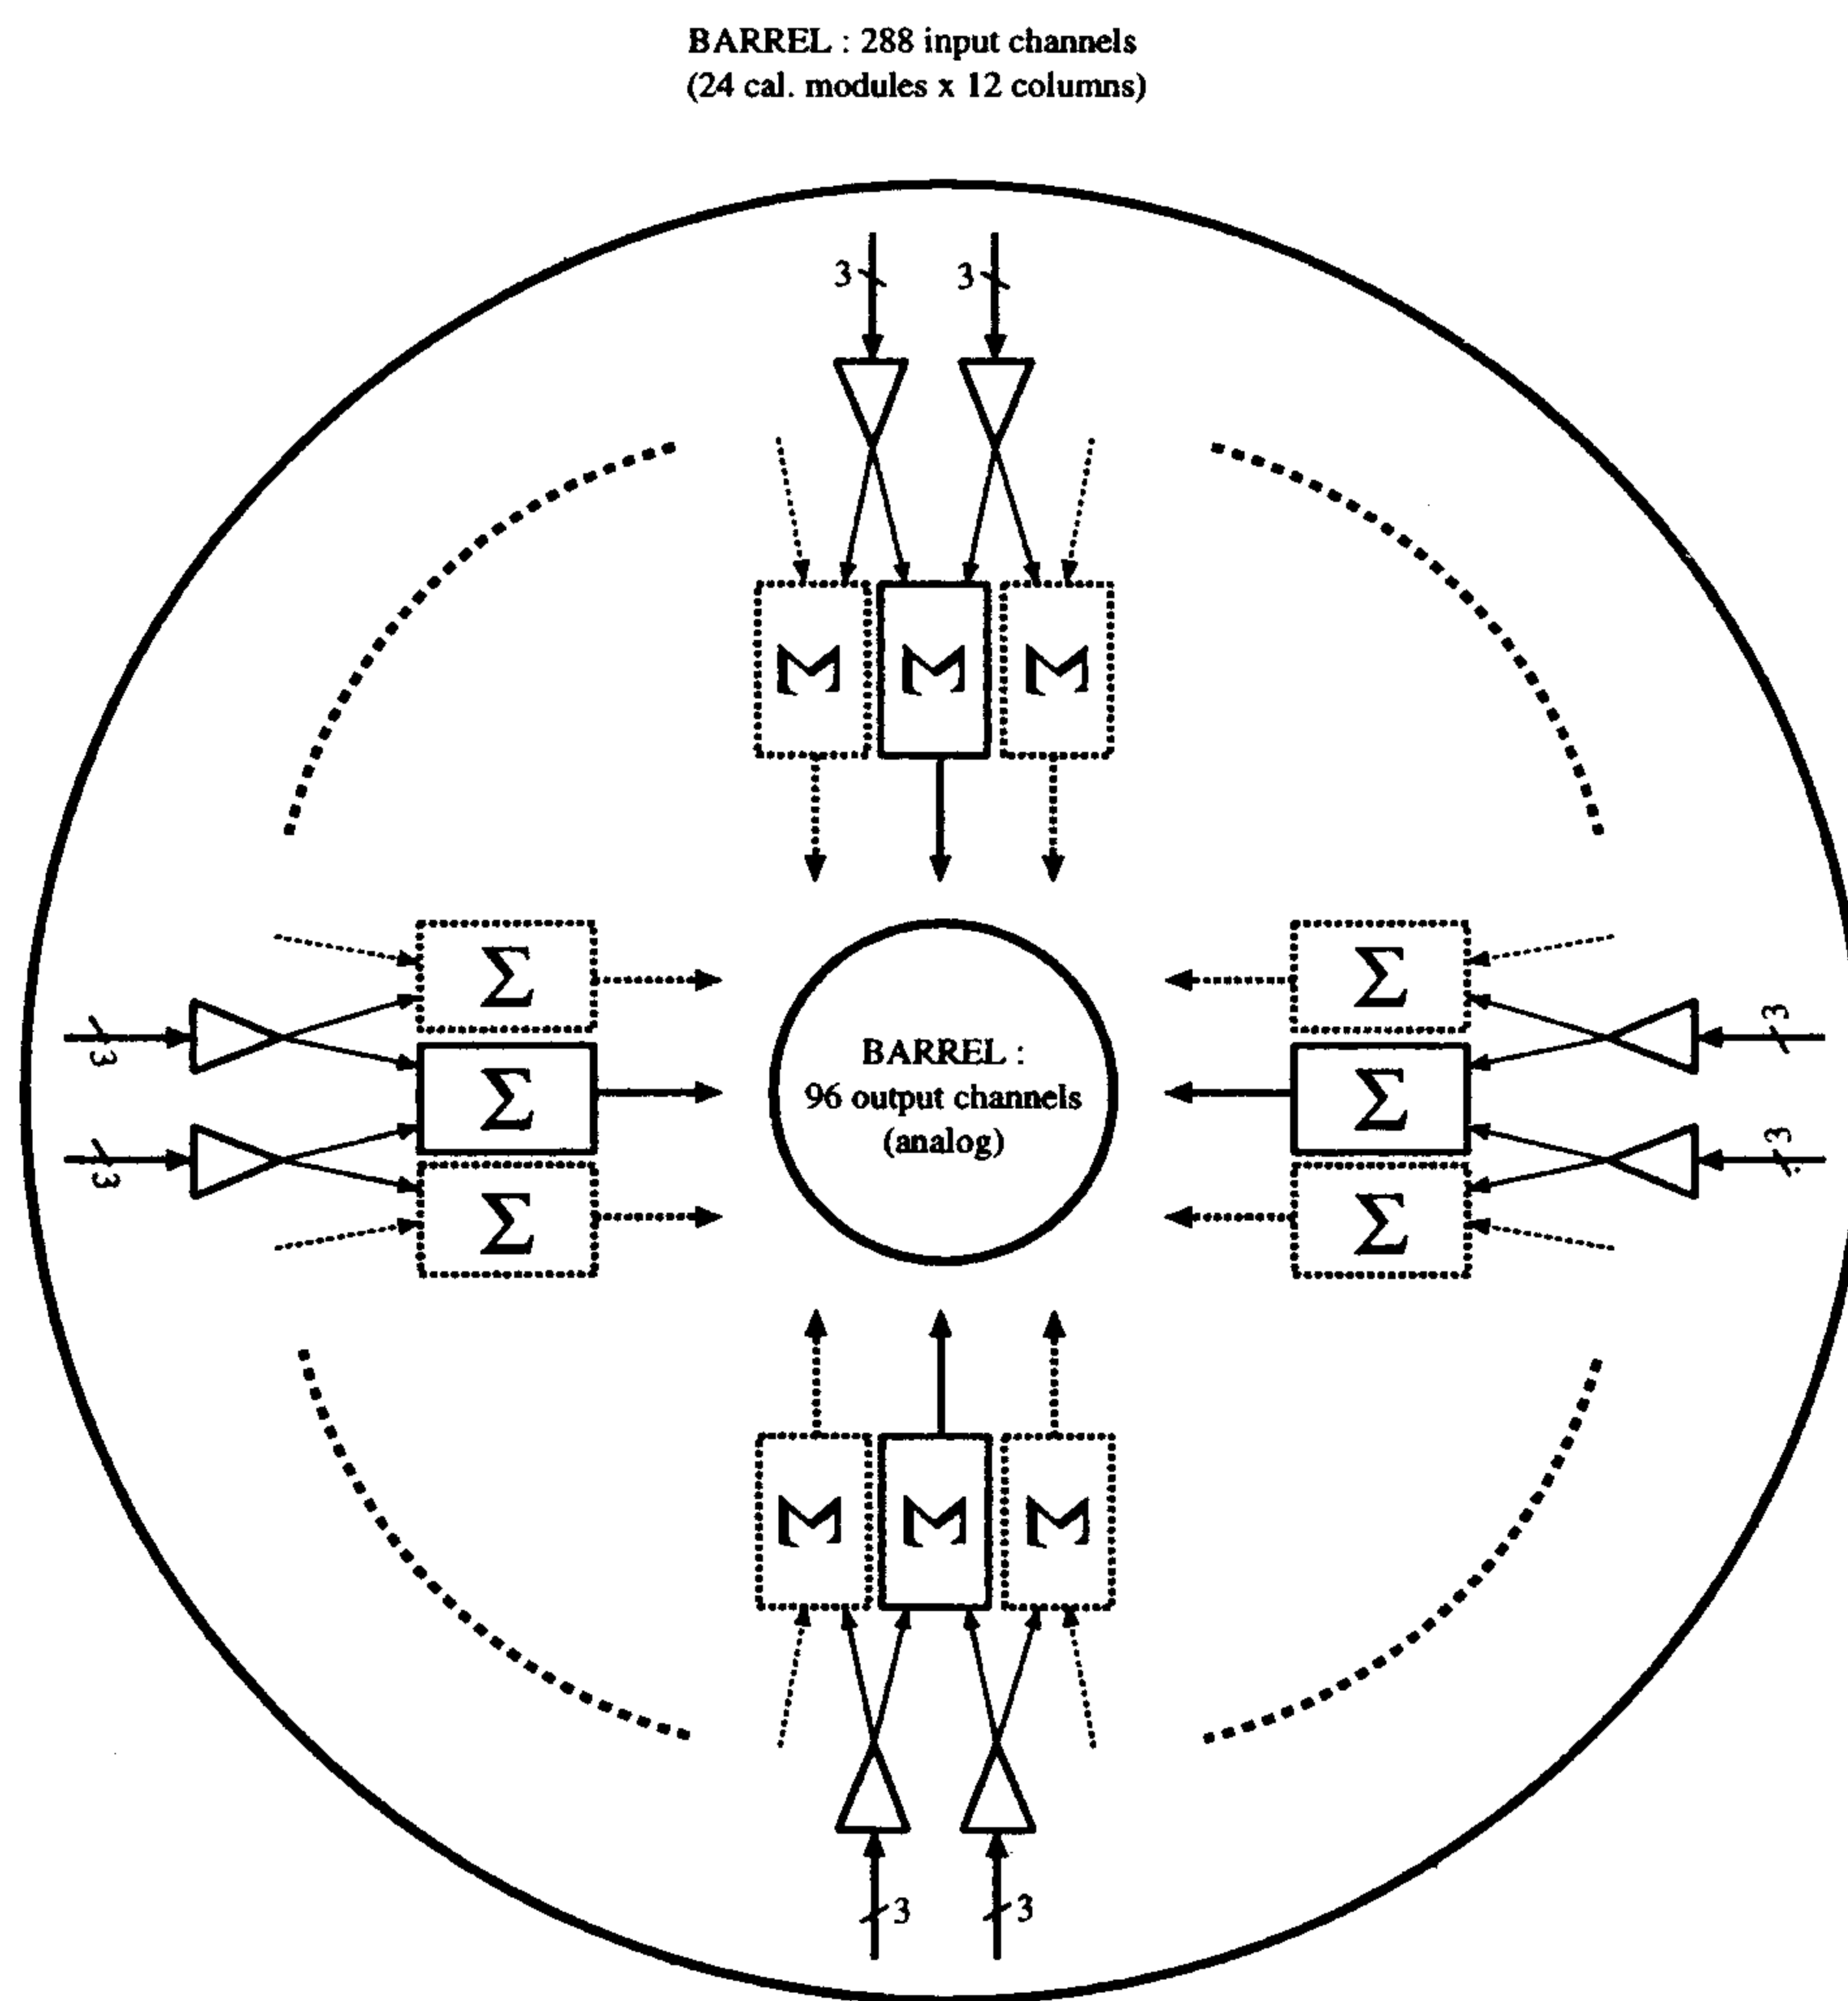 BARREL : 288 input channels
(24 cal. modules x 12 columns)
3 3
Σ Σ Σ
Σ Σ
3 3
BARREL :
Σ 96 output channels Σ
(analog)
3 3
Σ Σ
Σ Σ Σ
3 3